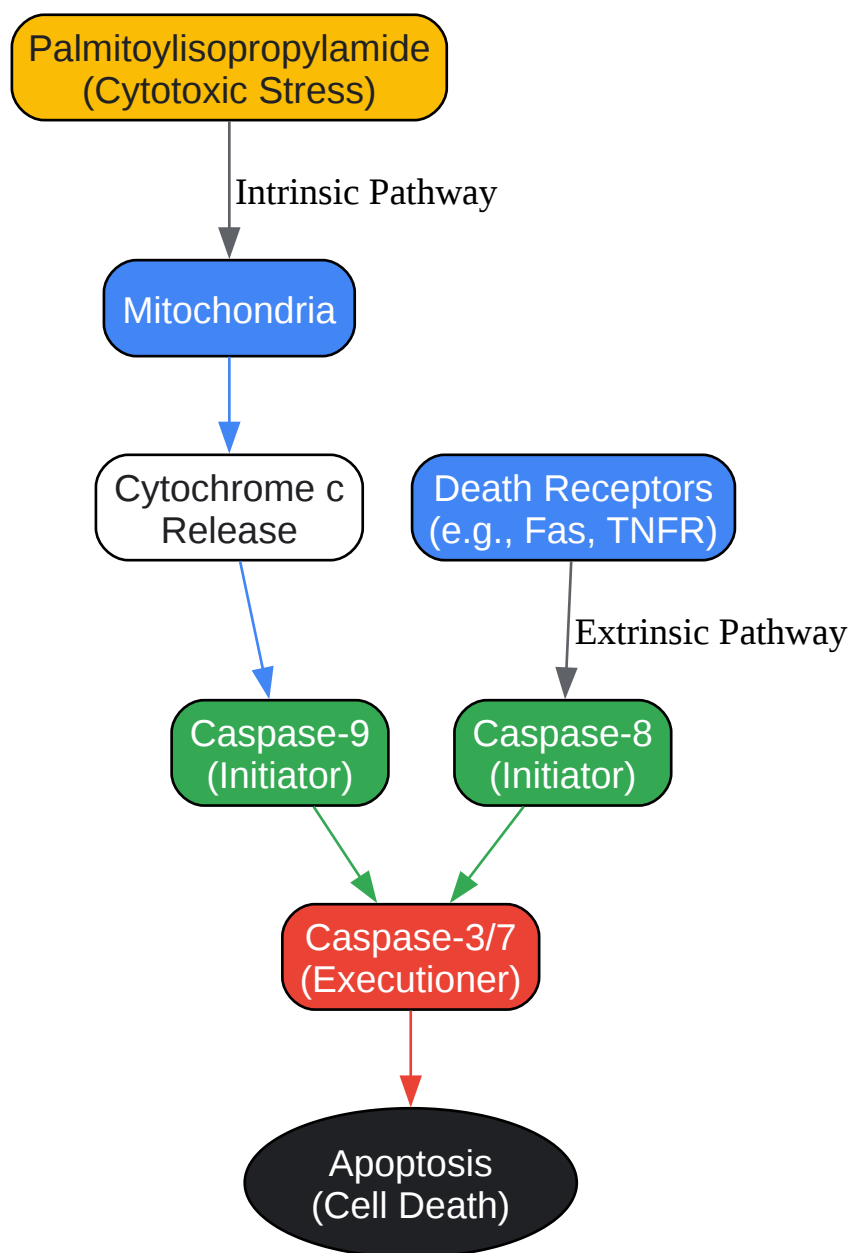 Palmitoylisopropylamide
(Cytotoxic Stress)
Intrinsic Pathway
Mitochondria
Cytochrome c
Release
Death Receptors
(e.g., Fas, TNFR)
Extrinsic Pathway
Caspase-9
(Initiator)
Caspase-8
(Initiator)
Caspase-3/7
(Executioner)
Apoptosis
(Cell Death)